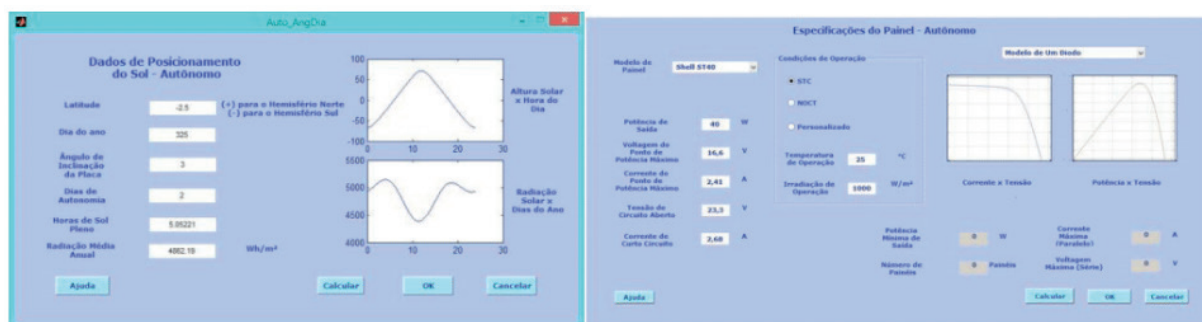 Auto_AngDia
Dados de Posicionamento
do Sol - Autônomo
Latitude
-2.5
(+) para o Hemisfério Norte
(-) para o Hemisfério Sul
Dia do ano
325
Ângulo de
Inclinação
da Placa
3
Dias de
Autonomia
2
Horas de Sol
Pleno
5.05221
Radiação Média
Anual
4882.19
Wh/m²
100
50
0
-50
-100
0
10
20
30
Altura Solar
x Hora do
Dia
5500
5000
4500
4000
0
10
20
30
Radiação
Solar x
Dias do Ano
Ajuda
Calcular
OK
Cancelar
Especificações do Painel - Autônomo
Modelo de
Painel
Shell ST40
Condições de Operação
STC
NOCT
Personalizado
Temperatura
de Operação
25
°C
Irradiação de
Operação
1000
W/m²
Modelo de Um Diodo
Potência de
Saída
40
W
Voltagem do
Ponto de
Potência Máximo
16,6
V
Corrente do
Ponto de
Potência Máximo
2,41
A
Tensão de
Circuito Aberto
23,3
V
Corrente de
Curto Circuito
2,68
A
Corrente x Tensão
Potência x Tensão
Potência
Mínima de
Saída
0
W
Corrente
Máxima
(Paralelo)
0
A
Número de
Painéis
0
Painéis
Voltagem
Máxima (Série)
0
V
Ajuda
Calcular
OK
Cancelar